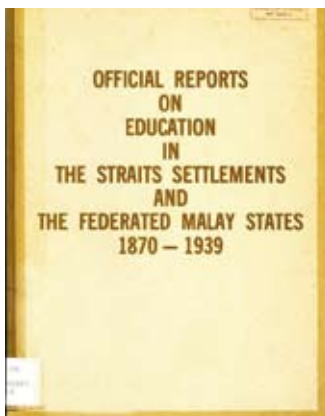 OFFICIAL REPORTS
ON
EDUCATION
IN
THE STRAITS SETTLEMENTS
AND
THE FEDERATED MALAY STATES
1870 – 1939